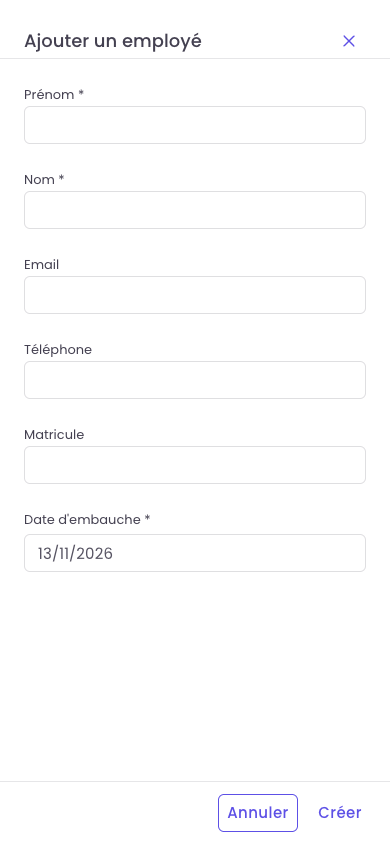 Ajouter un employé
Prénom *
Nom *
Email
Téléphone
Matricule
Date d'embauche *
13/11/2026
Annuler Créer